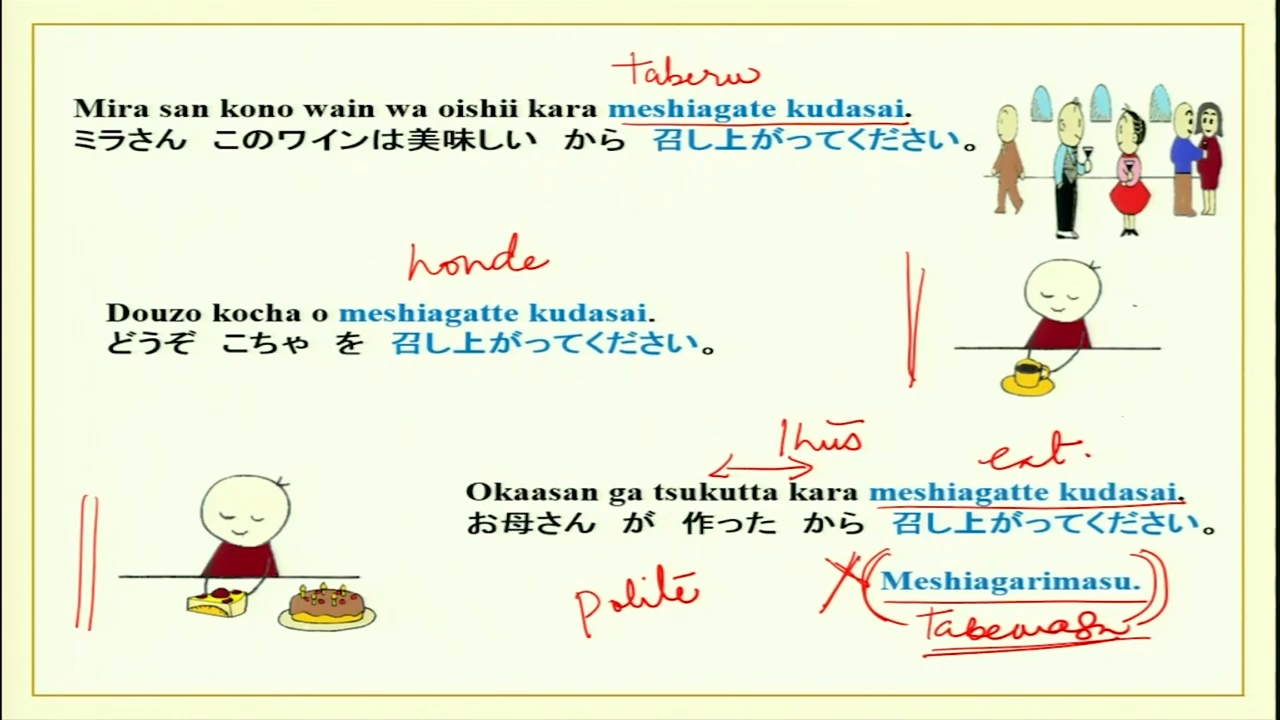 taberu
Mira san kono wain wa oishii kara meshiagate kudasai.
ミラさん このワインは美味しい から 召し上がってください。
nonde
Douzo kocha o meshiagatte kudasai.
どうぞ こちゃ を 召し上がってください。
eat.
Okaasan ga tsukutta kara meshiagatte kudasai.
お母さん が 作った から 召し上がってください。
polite
Meshiagarimasu.
tabemasu